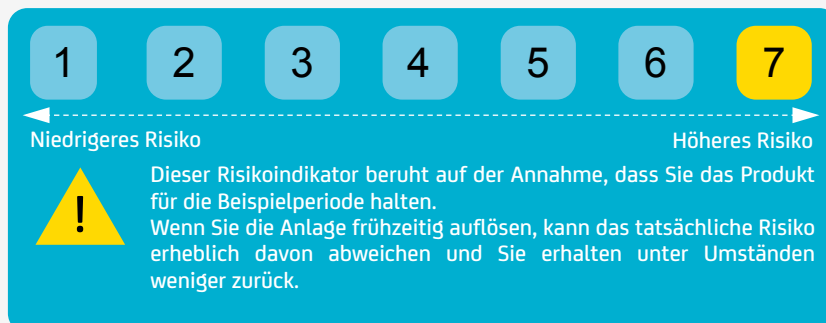 1 2 3 4 5 6 7
Niedrigeres Risiko Höheres Risiko
Dieser Risikoindikator beruht auf der Annahme, dass Sie das Produkt
für die Beispielperiode halten.
Wenn Sie die Anlage frühzeitig auflösen, kann das tatsächliche Risiko
erheblich davon abweichen und Sie erhalten unter Umständen
weniger zurück.
!